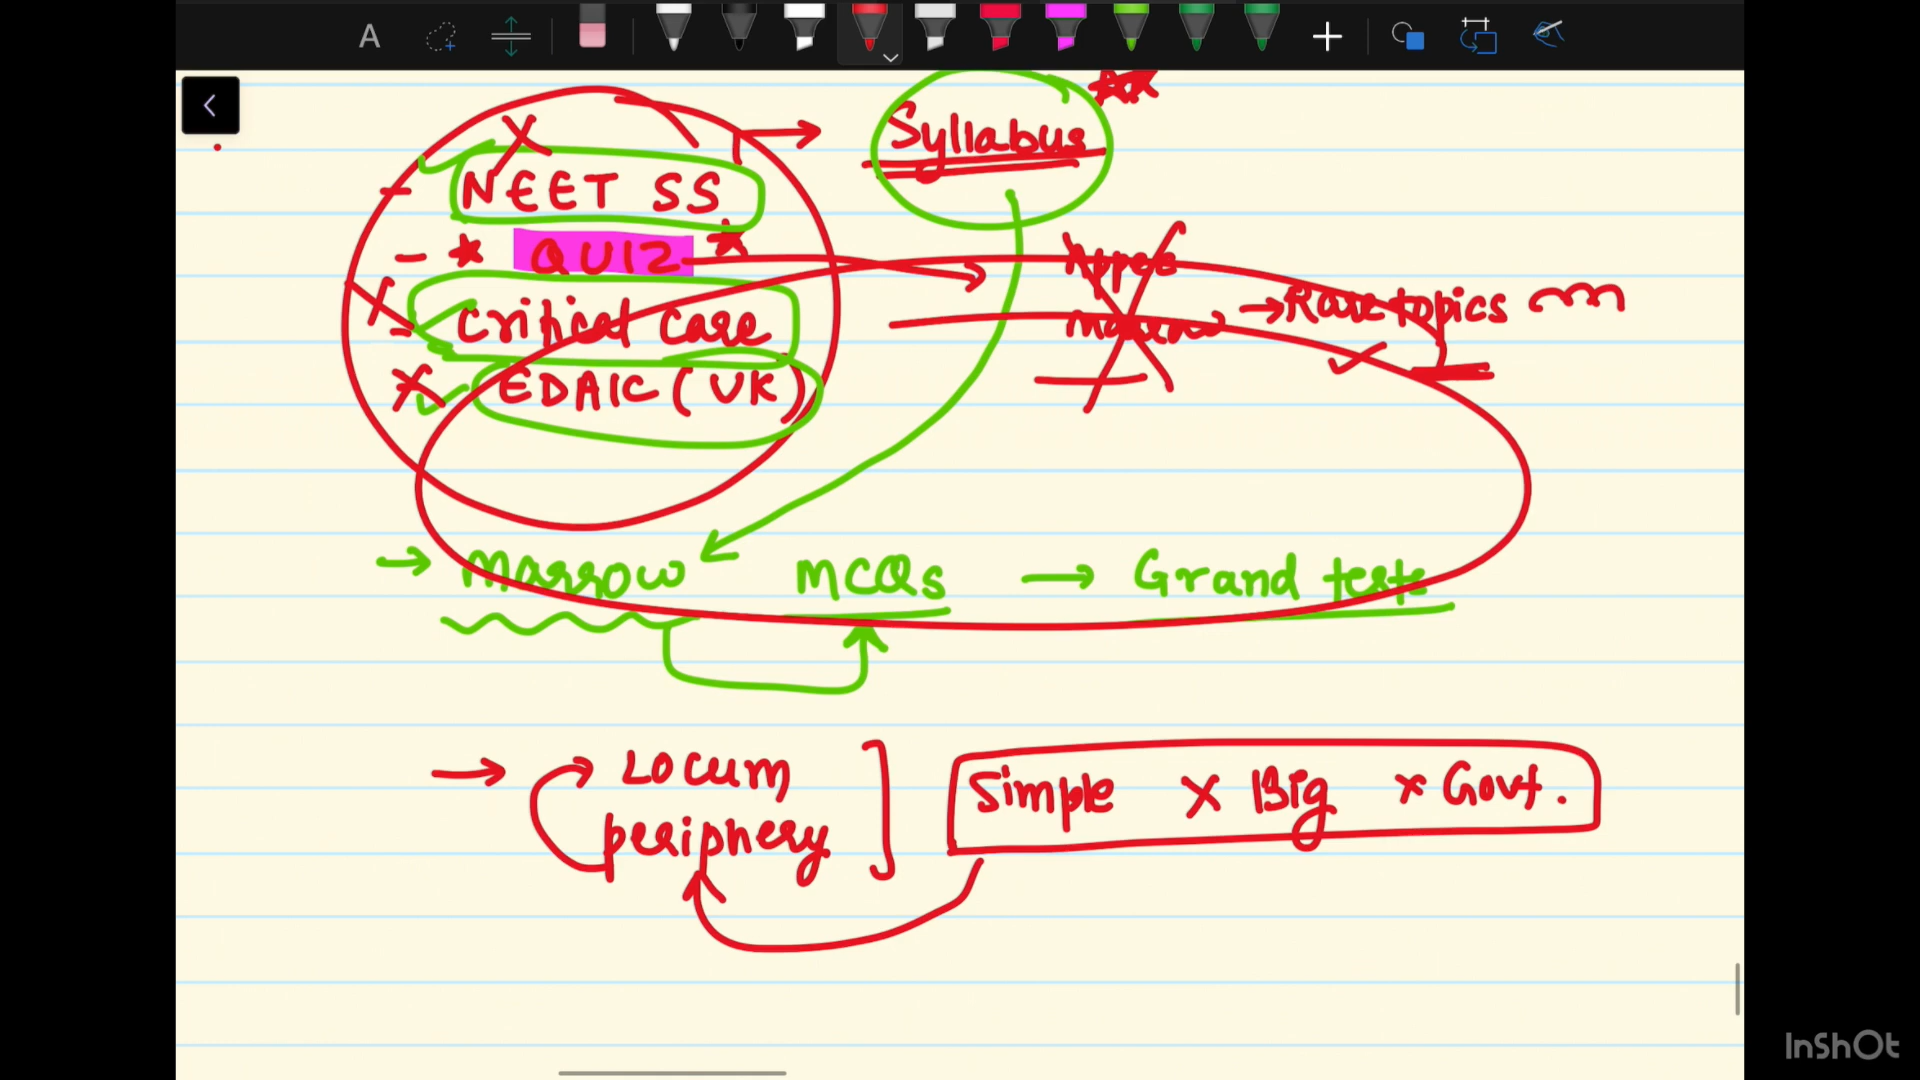 A
Syllabus
- NEET SS
- * QUIZ *
- Critical Case
EDAIC (UK)
→ Rare topics
→ Marrow MCQs → Grand tests
→ Locum
periphery
Simple X Big x Govt.
InShOt